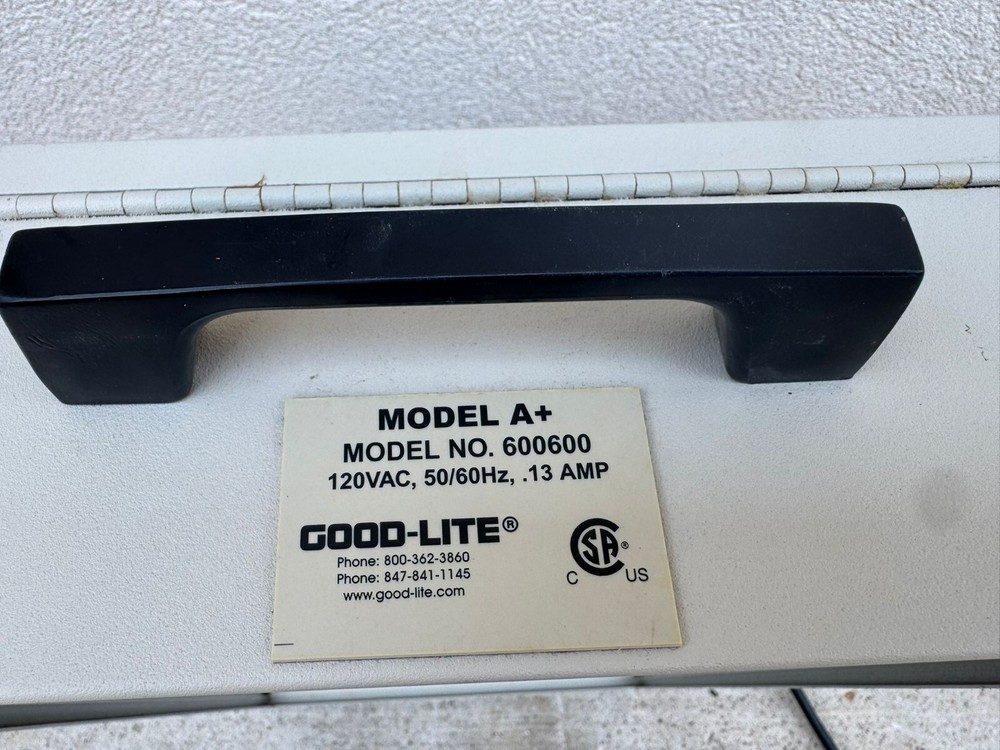 MODEL A+
MODEL NO. 600600
120VAC, 50/60Hz, .13 AMP
GOOD-LITE®
Phone: 800-362-3860
Phone: 847-841-1145
www.good-lite.com
CSA®
C US